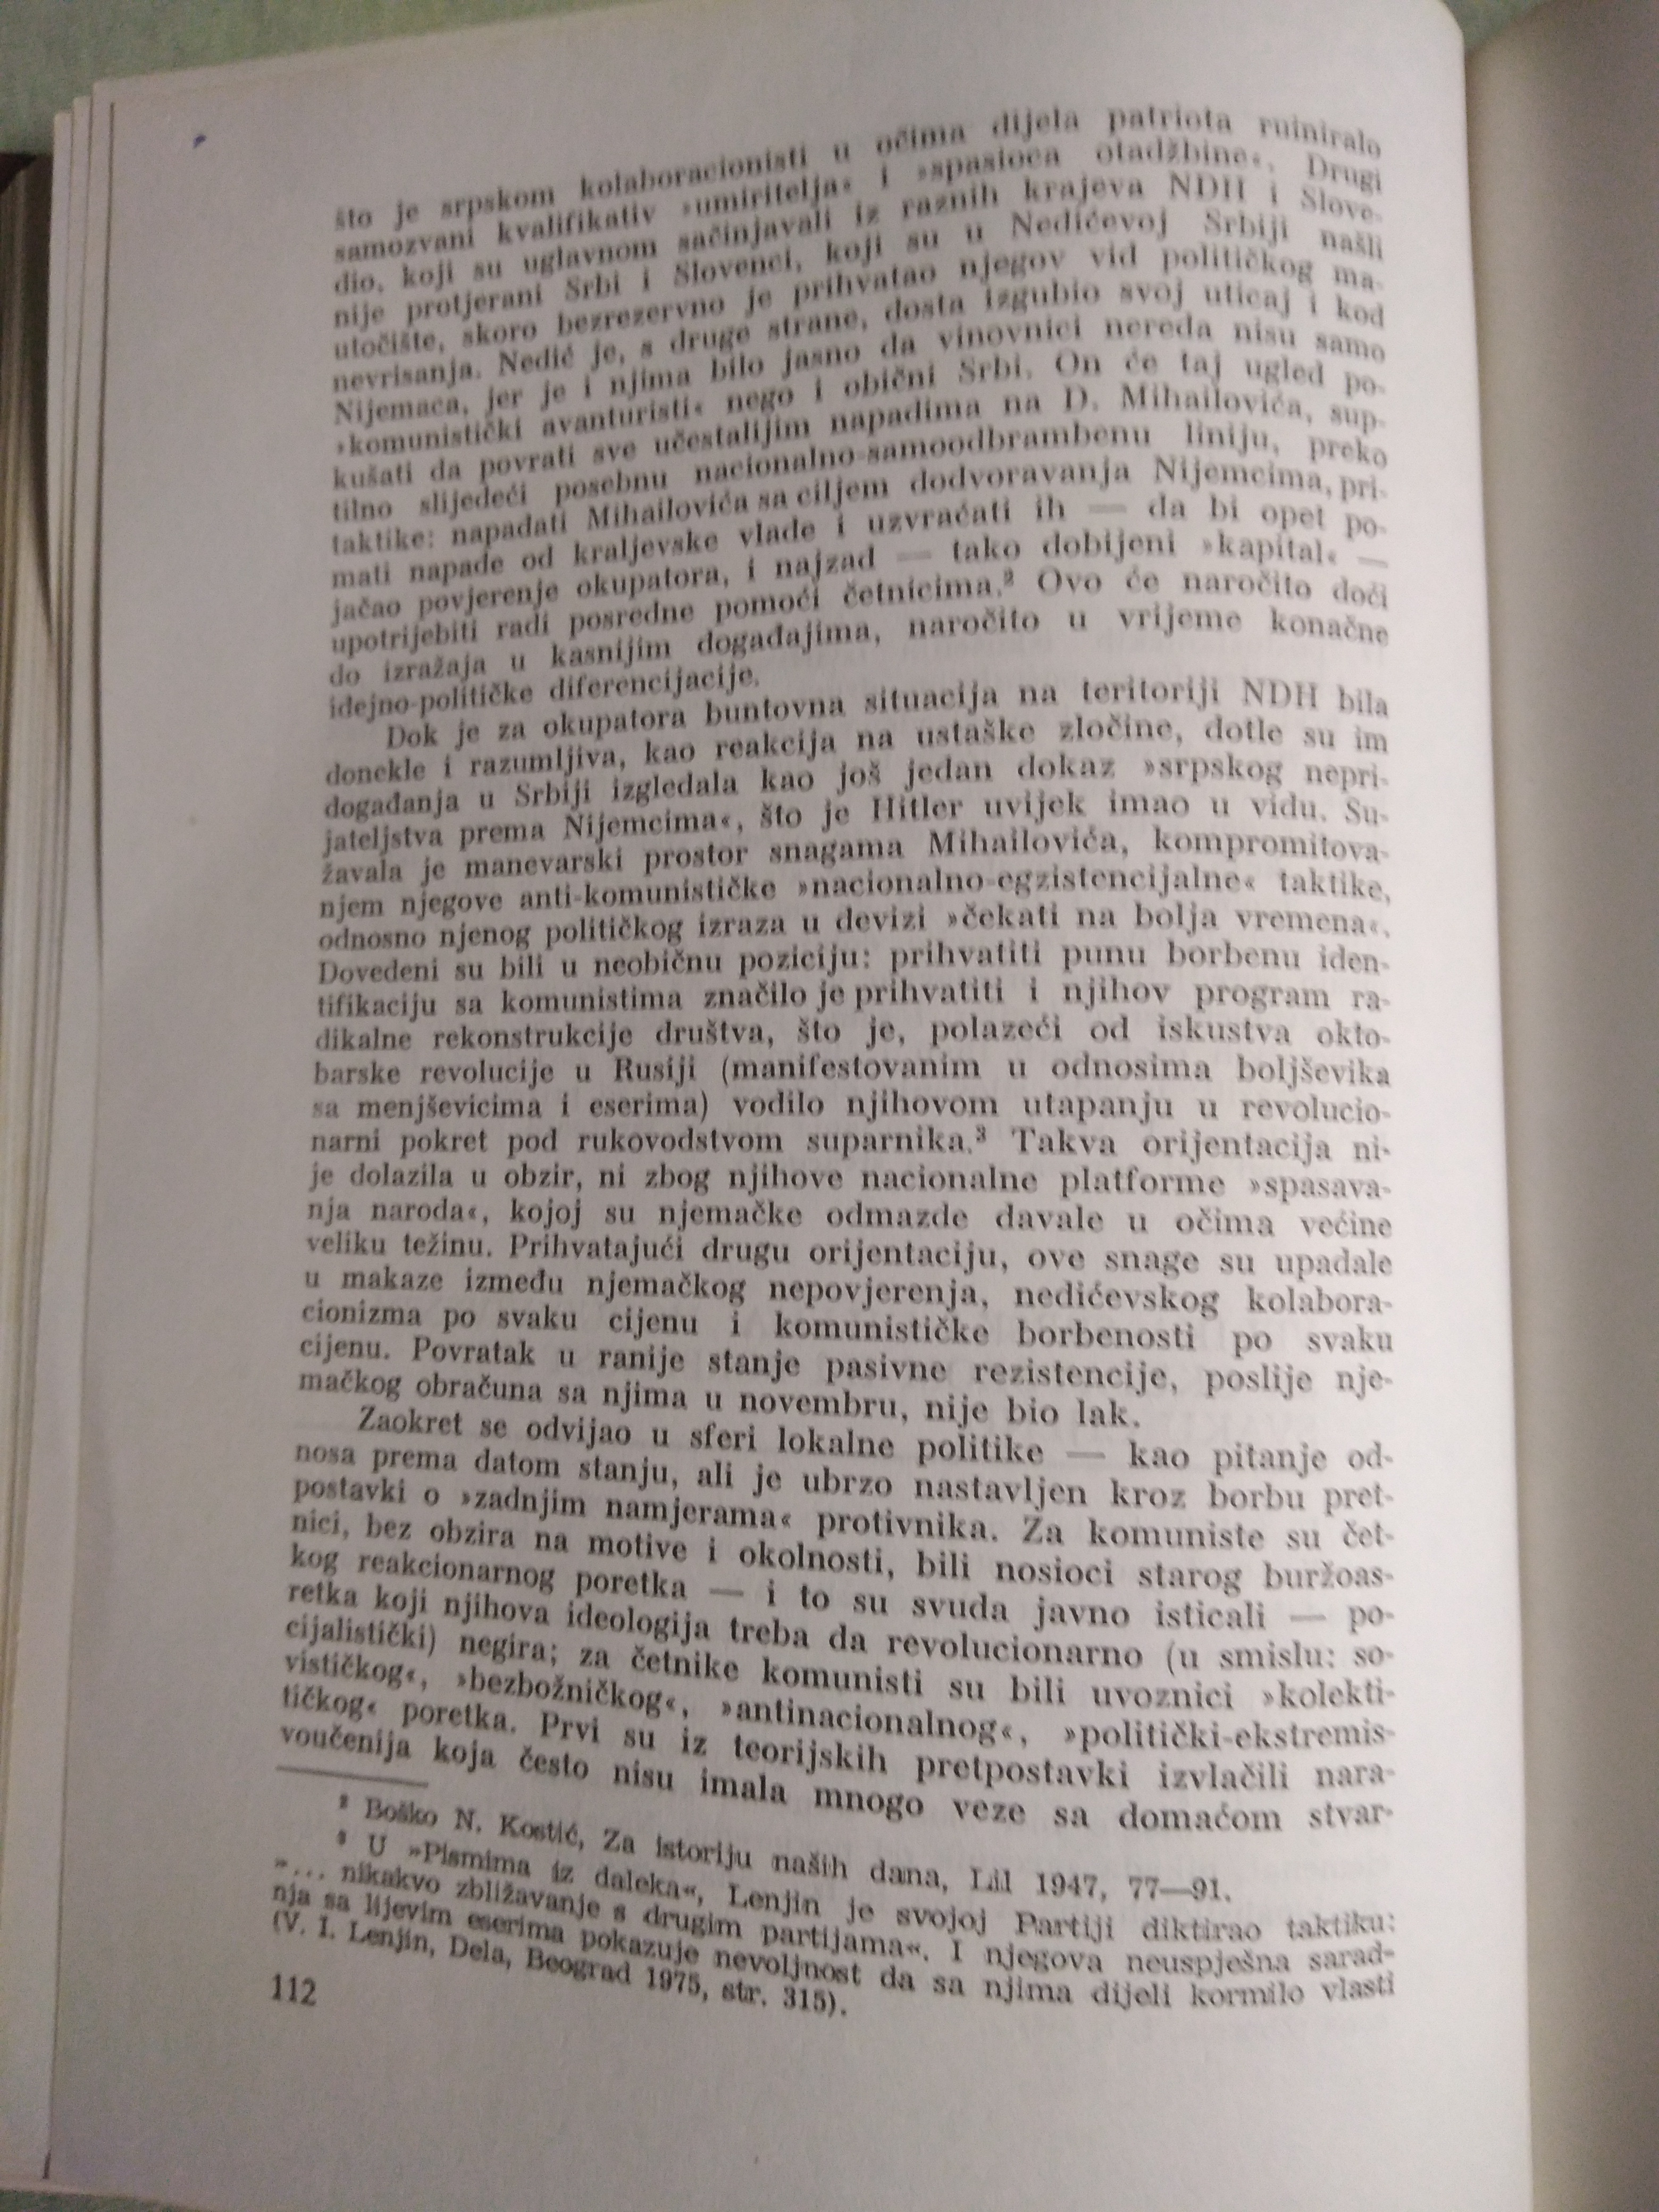 što je srpskom kolaboracionisti u očima dijela patriota ruiniralo
samozvani kvalifikativ »umiritelja« i »spasioca otadžbine«. Drugi
dio, koji su uglavnom sačinjavali iz raznih krajeva NDH i Slove-
nije protjerani Srbi i Slovenci, koji su u Nedićevoj Srbiji našli
utočište, skoro bezrezervno je prihvatao njegov vid političkog ma-
nevrisanja. Nedić je, s druge strane, dosta izgubio svoj uticaj i kod
Nijemaca, jer je i njima bilo jasno da vinovnici nereda nisu samo
»komunistički avanturisti« nego i obični Srbi. On će taj ugled po-
kušati da povrati sve učestalijim napadima na D. Mihailovića, sup-
tilno slijedeći posebnu nacionalno-samoodbrambenu liniju, preko
taktike: napadati Mihailovića sa ciljem dodvoravanja Nijemcima, pri-
mati napade od kraljevske vlade i uzvraćati ih — da bi opet po-
jačao povjerenje okupatora, i najzad — tako dobijeni »kapital« —
upotrijebiti radi posredne pomoći četnicima.² Ovo će naročito doći
do izražaja u kasnijim događajima, naročito u vrijeme konačne
idejno-političke diferencijacije.
Dok je za okupatora buntovna situacija na teritoriji NDH bila
donekle i razumljiva, kao reakcija na ustaške zločine, dotle su im
događanja u Srbiji izgledala kao još jedan dokaz »srpskog nepri-
jateljstva prema Nijemcima«, što je Hitler uvijek imao u vidu. Su-
žavala je manevarski prostor snagama Mihailovića, kompromitova-
njem njegove anti-komunističke »nacionalno-egzistencijalne« taktike,
odnosno njenog političkog izraza u devizi »čekati na bolja vremena«.
Dovedeni su bili u neobičnu poziciju: prihvatiti punu borbenu iden-
tifikaciju sa komunistima značilo je prihvatiti i njihov program ra-
dikalne rekonstrukcije društva, što je, polazeći od iskustva okto-
barske revolucije u Rusiji (manifestovanim u odnosima boljševika
sa menjševicima i eserima) vodilo njihovom utapanju u revolucio-
narni pokret pod rukovodstvom suparnika.³ Takva orijentacija ni-
je dolazila u obzir, ni zbog njihove nacionalne platforme »spasava-
nja naroda«, kojoj su njemačke odmazde davale u očima većine
veliku težinu. Prihvatajući drugu orijentaciju, ove snage su upadale
u makaze između njemačkog nepovjerenja, nedićevskog kolabora-
cionizma po svaku cijenu i komunističke borbenosti po svaku
cijenu. Povratak u ranije stanje pasivne rezistencije, poslije nje-
mačkog obračuna sa njima u novembru, nije bio lak.
Zaokret se odvijao u sferi lokalne politike — kao pitanje od-
nosa prema datom stanju, ali je ubrzo nastavljen kroz borbu pret-
postavki o »zadnjim namjerama« protivnika. Za komuniste su čet-
nici, bez obzira na motive i okolnosti, bili nosioci starog buržoas-
kog reakcionarnog poretka — i to su svuda javno isticali — po-
retka koji njihova ideologija treba da revolucionarno (u smislu: so-
cijalistički) negira; za četnike komunisti su bili uvoznici »kolekti-
vističkog«, »bezbožničkog«, »antinacionalnog«, »politički-ekstremis-
tičkog« poretka. Prvi su iz teorijskih pretpostavki izvlačili nara-
voučenija koja često nisu imala mnogo veze sa domaćom stvar-
² Boško N. Kostić, Za istoriju naših dana, Lil 1947, 77—91.
³ U »Pismima iz daleka«, Lenjin je svojoj Partiji diktirao taktiku:
»... nikakvo zbližavanje s drugim partijama«. I njegova neuspješna sarad-
nja sa lijevim eserima pokazuje nevoljnost da sa njima dijeli kormilo vlasti
(V. I. Lenjin, Dela, Beograd 1975, str. 315).
112